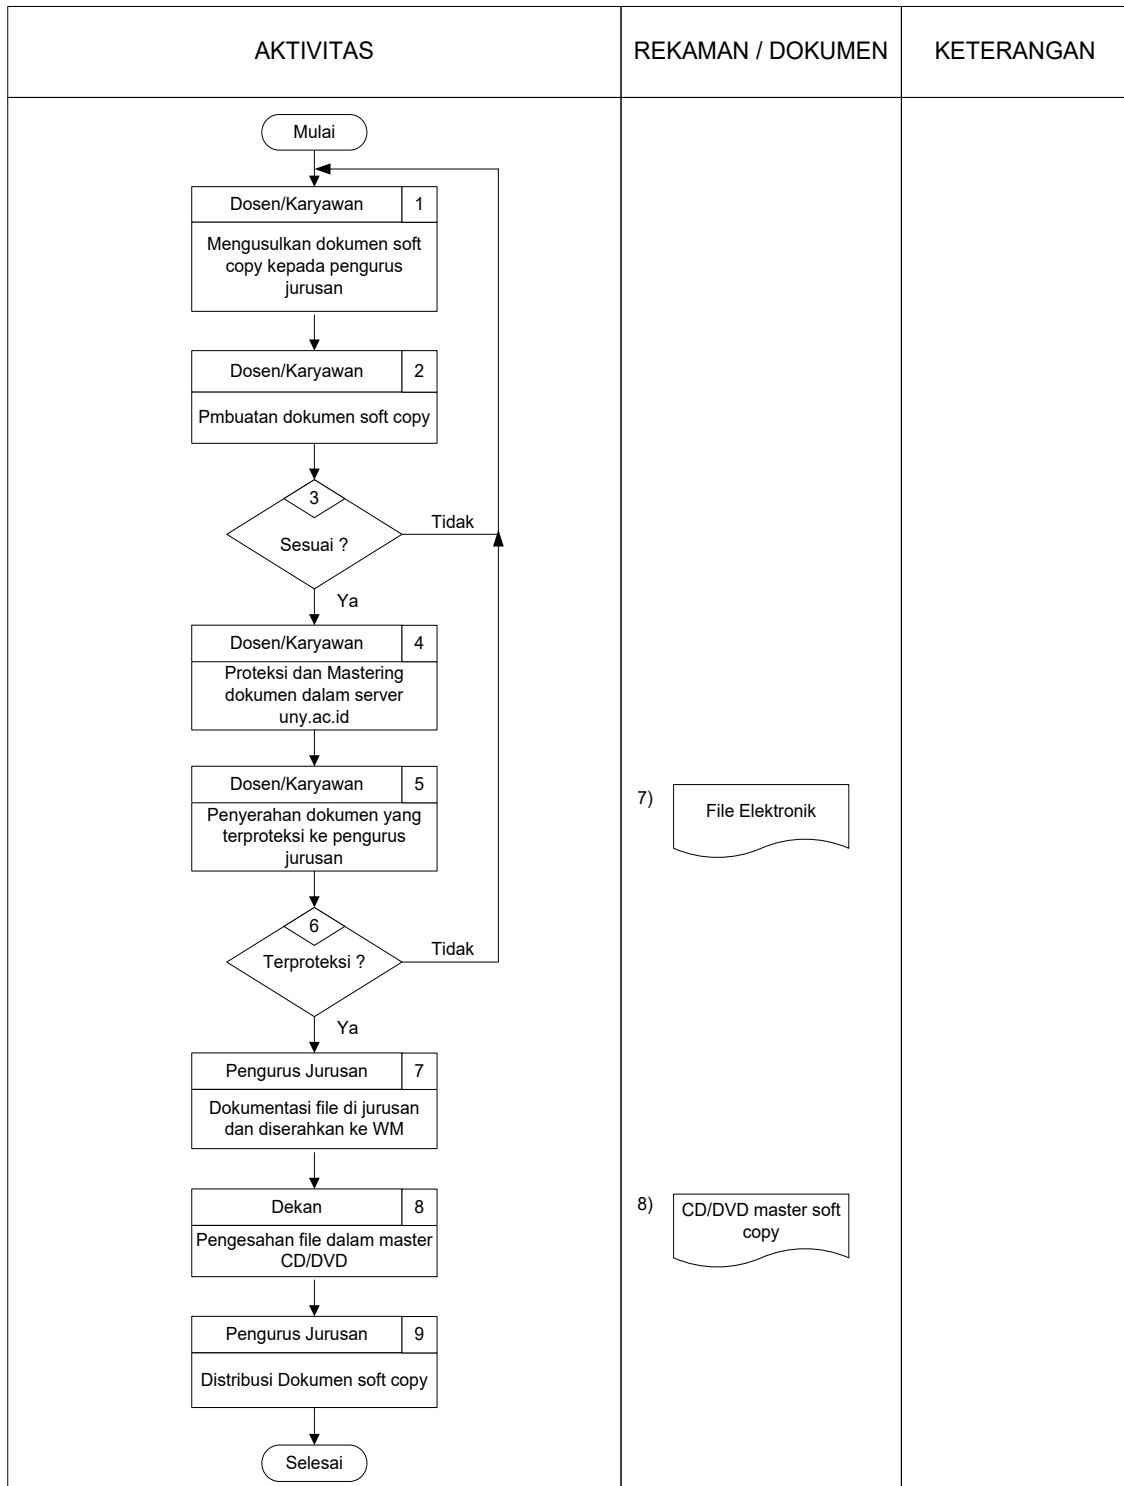 AKTIVITAS
REKAMAN / DOKUMEN
KETERANGAN
Mulai
Dosen/Karyawan
1
Mengusulkan dokumen soft
copy kepada pengurus
jurusan
Dosen/Karyawan
2
Pmbuatan dokumen soft copy
3
Sesuai ?
Tidak
Ya
Dosen/Karyawan
4
Proteksi dan Mastering
dokumen dalam server
uny.ac.id
Dosen/Karyawan
5
Penyerahan dokumen yang
terproteksi ke pengurus
jurusan
7)
File Elektronik
6
Terproteksi ?
Tidak
Ya
Pengurus Jurusan
7
Dokumentasi file di jurusan
dan diserahkan ke WM
Dekan
8
Pengesahan file dalam master
CD/DVD
8)
CD/DVD master soft
copy
Pengurus Jurusan
9
Distribusi Dokumen soft copy
Selesai